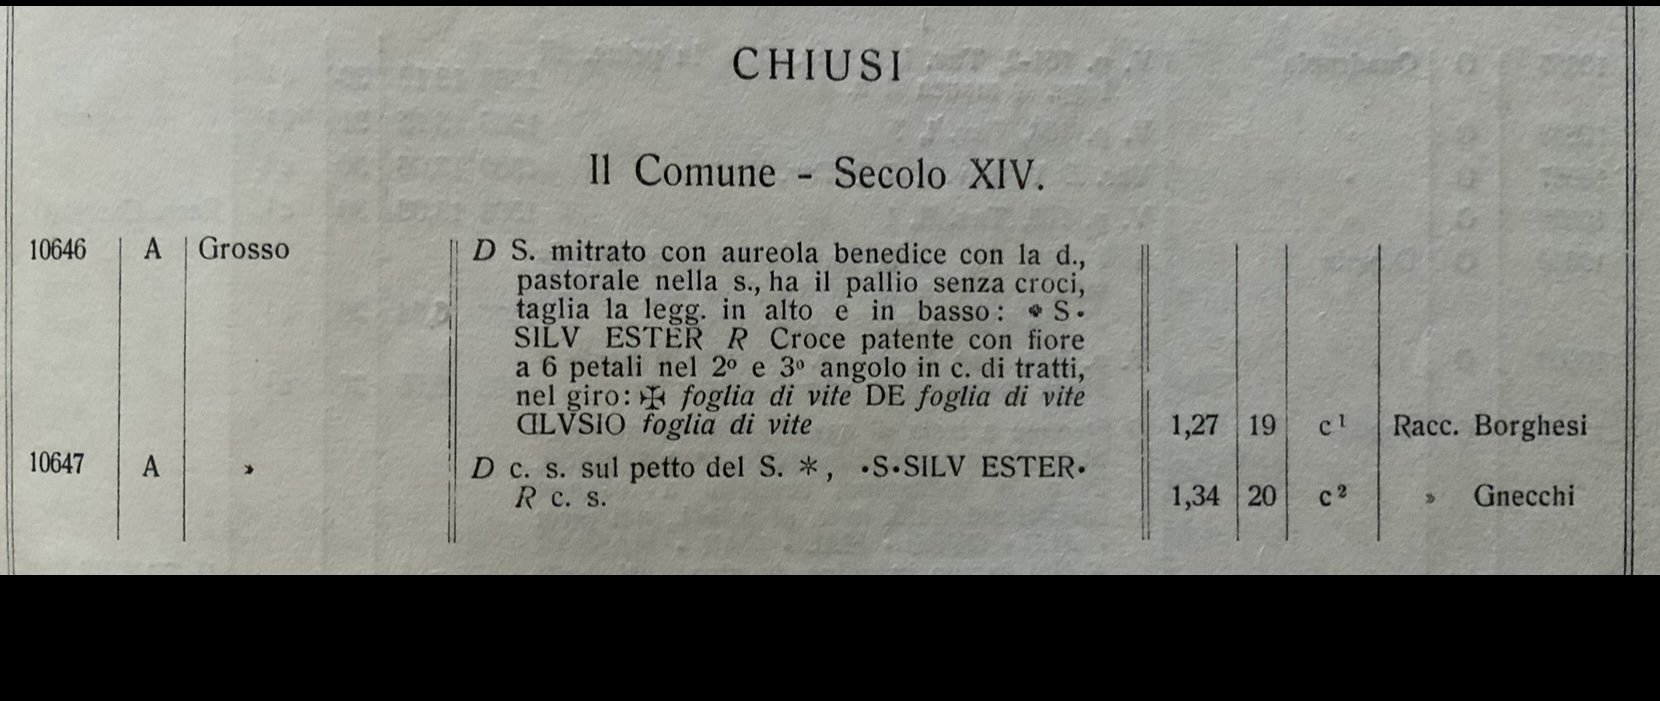 CHIUSI
Il Comune - Secolo XIV.
10646 A Grosso D S. mitrato con aureola benedice con la d.,
pastorale nella s., ha il pallio senza croci,
taglia la legg. in alto e in basso: ✥ S•
SILV ESTER R Croce patente con fiore
a 6 petali nel 2º e 3º angolo in c. di tratti,
nel giro: ✠ foglia di vite DE foglia di vite
ᗡLVSIO foglia di vite 1,27 19 c¹ Racc. Borghesi
10647 A » D c. s. sul petto del S. *, •S•SILV ESTER•
R c. s. 1,34 20 c² » Gnecchi